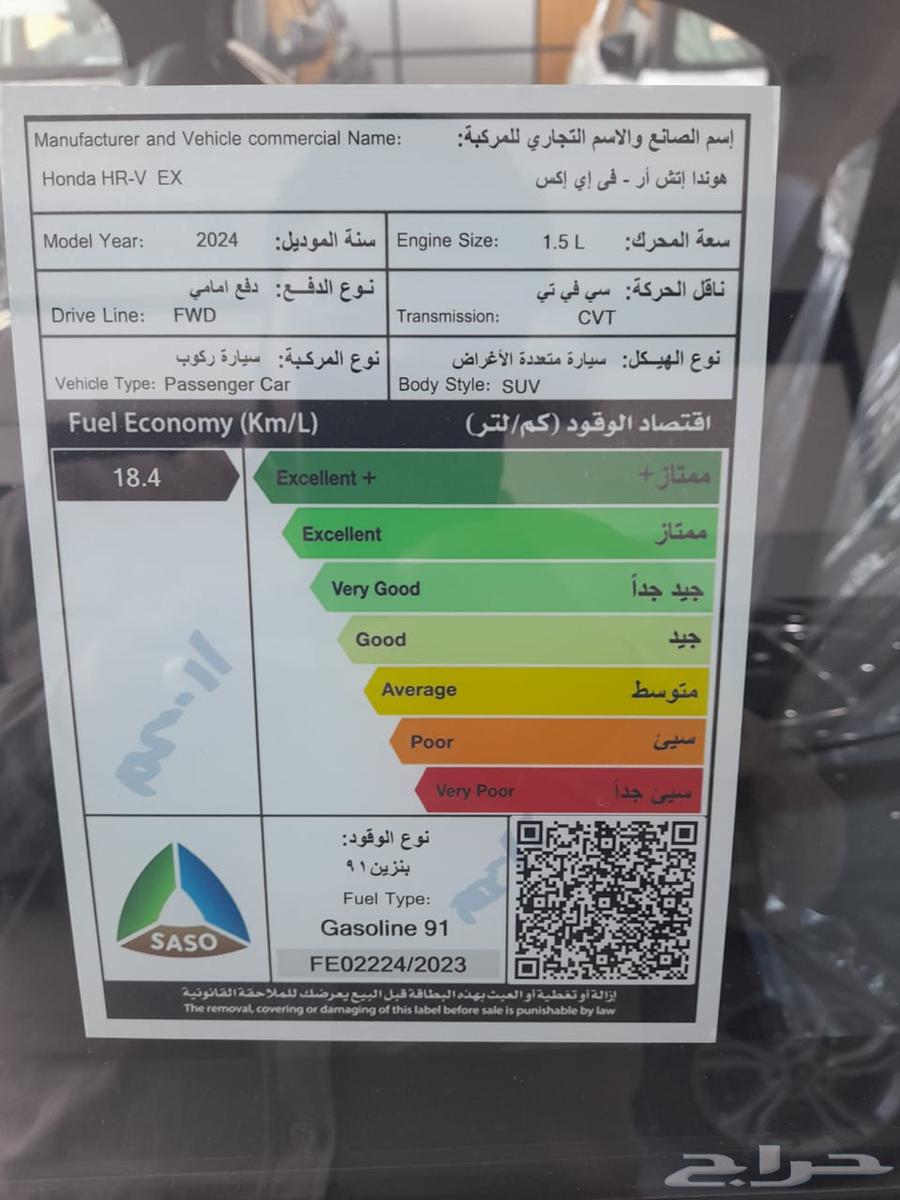 Manufacturer and Vehicle commercial Name: إسم الصانع والاسم التجاري للمركبة:
Honda HR-V EX هوندا إتش أر - فى إي إكس
Model Year: 2024 سنة الموديل:
Engine Size: 1.5 L سعة المحرك:
نوع الدفـــع: دفع امامي
Drive Line: FWD
ناقل الحركة: سي في تي
Transmission: CVT
نوع المركبة: سيارة ركوب
Vehicle Type: Passenger Car
نوع الهيكل: سيارة متعددة الأغراض
Body Style: SUV
Fuel Economy (Km/L) اقتصاد الوقود (كم/لتر)
18.4
Excellent + ممتاز+
Excellent ممتاز
Very Good جيد جداً
Good جيد
Average متوسط
Poor سيئ
Very Poor سيئ جداً
SASO
نوع الوقود:
بنزين ٩١
Fuel Type:
Gasoline 91
FE02224/2023
إزالة أو تغطية أو العبث بهذه البطاقة قبل البيع يعرضك للملاحقة القانونية
The removal, covering or damaging of this label before sale is punishable by law
حراج